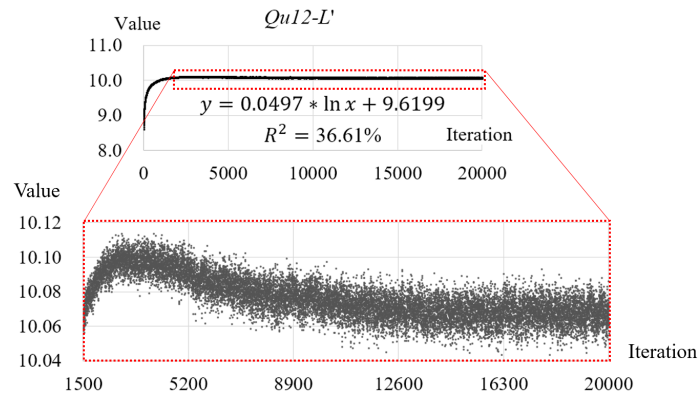 Qu12-L'
Value
11.0
10.0
9.0
8.0
y = 0.0497 * ln x + 9.6199
R² = 36.61%
Iteration
0 5000 10000 15000 20000
Value
10.12
10.10
10.08
10.06
10.04
Iteration
1500 5200 8900 12600 16300 20000